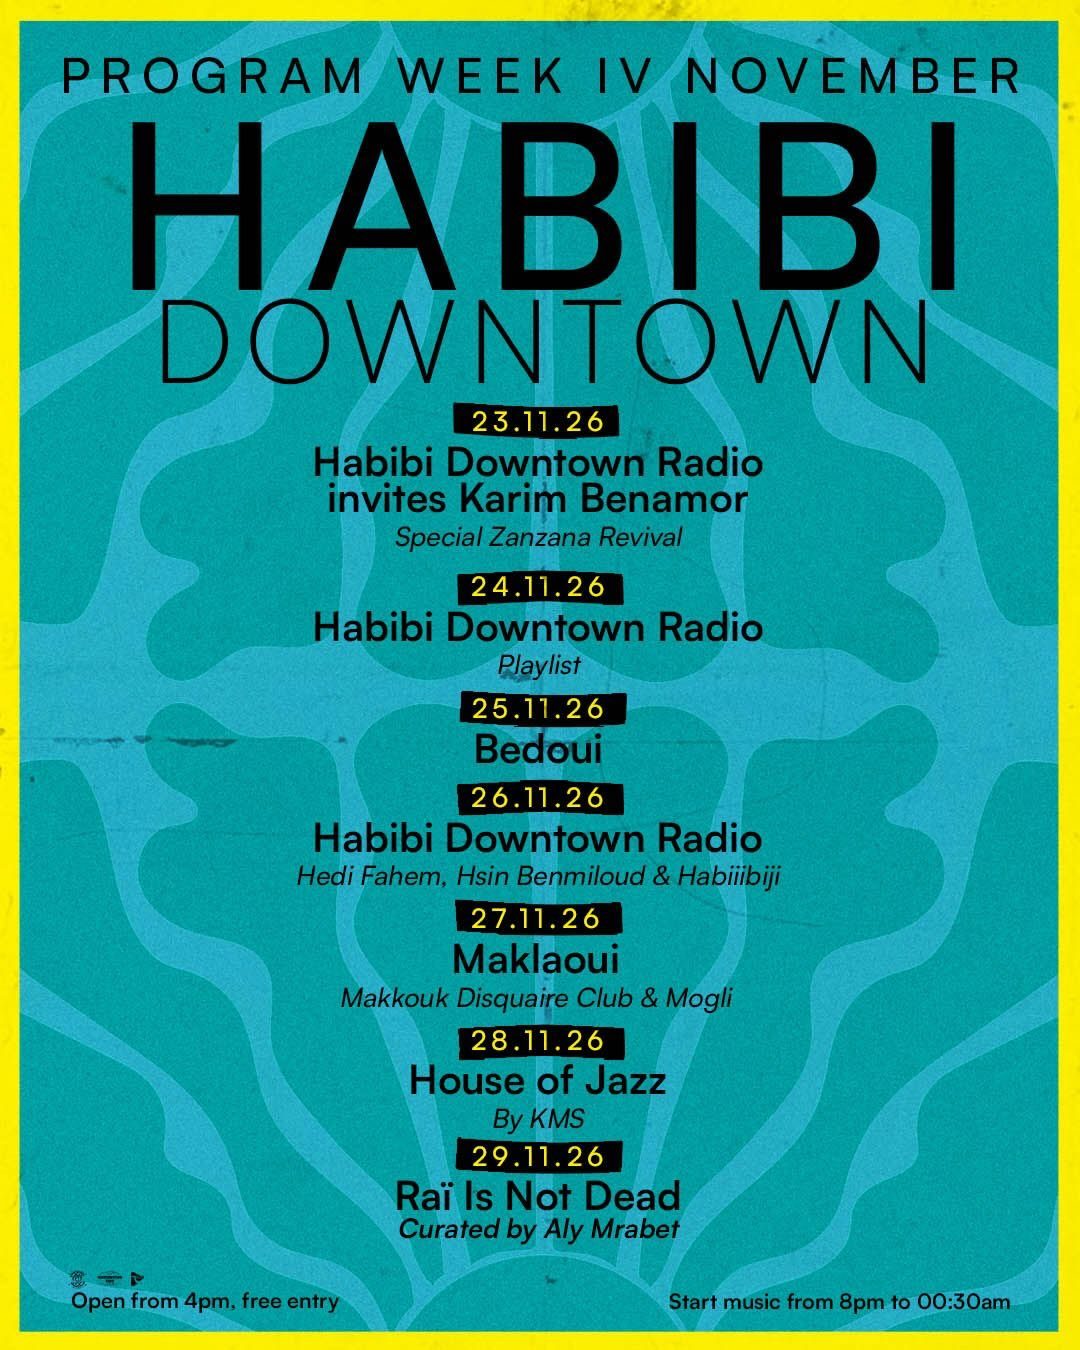 PROGRAM WEEK IV NOVEMBER
HABIBI
DOWNTOWN
23.11.26
Habibi Downtown Radio
invites Karim Benamor
Special Zanzana Revival
24.11.26
Habibi Downtown Radio
Playlist
25.11.26
Bedoui
26.11.26
Habibi Downtown Radio
Hedi Fahem, Hsin Benmiloud & Habiiibiji
27.11.26
Maklaoui
Makkouk Disquaire Club & Mogli
28.11.26
House of Jazz
By KMS
29.11.26
Raï Is Not Dead
Curated by Aly Mrabet
Open from 4pm, free entry
Start music from 8pm to 00:30am